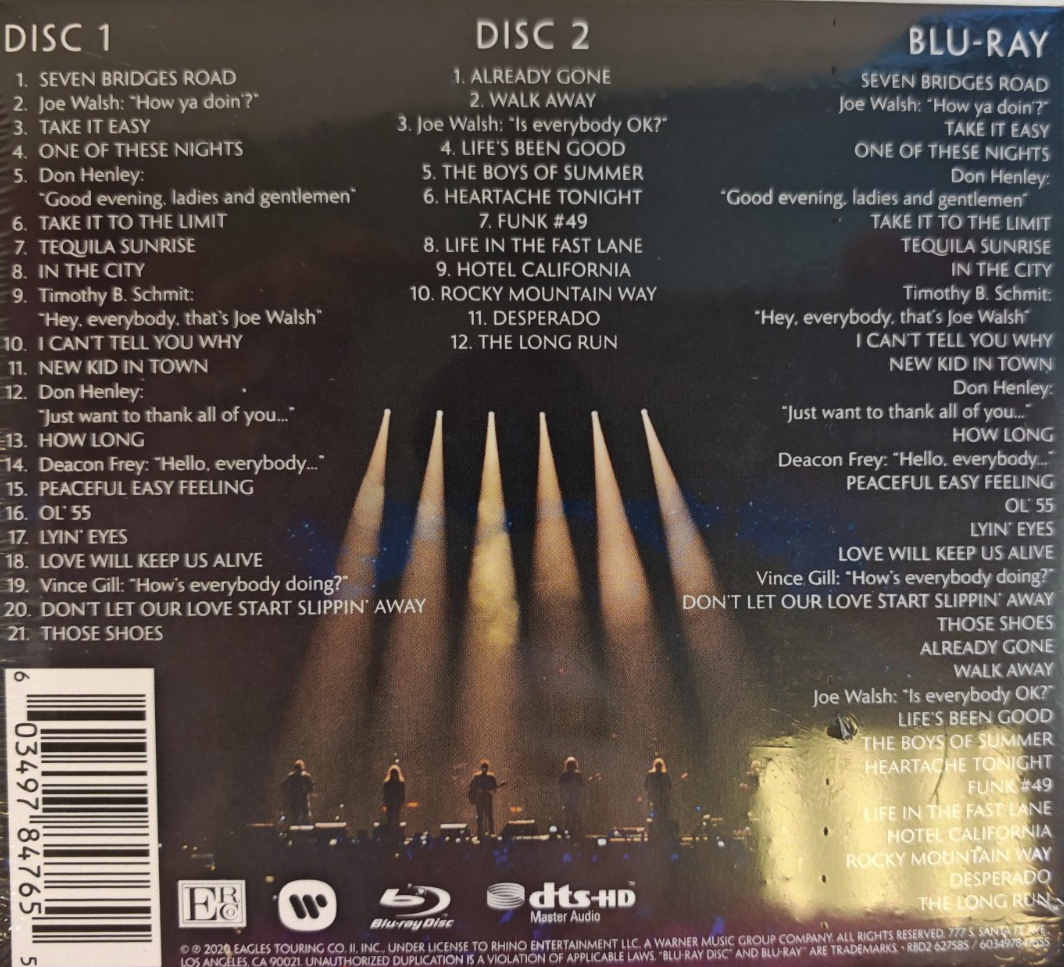 DISC 1
1. SEVEN BRIDGES ROAD
2. Joe Walsh: "How ya doin'?"
3. TAKE IT EASY
4. ONE OF THESE NIGHTS
5. Don Henley:
"Good evening, ladies and gentlemen"
6. TAKE IT TO THE LIMIT
7. TEQUILA SUNRISE
8. IN THE CITY
9. Timothy B. Schmit:
"Hey, everybody, that's Joe Walsh"
10. I CAN'T TELL YOU WHY
11. NEW KID IN TOWN
12. Don Henley:
"Just want to thank all of you..."
13. HOW LONG
14. Deacon Frey: "Hello, everybody..."
15. PEACEFUL EASY FEELING
16. OL' 55
17. LYIN' EYES
18. LOVE WILL KEEP US ALIVE
19. Vince Gill: "How's everybody doing?"
20. DON'T LET OUR LOVE START SLIPPIN' AWAY
21. THOSE SHOES
DISC 2
1. ALREADY GONE
2. WALK AWAY
3. Joe Walsh: "Is everybody OK?"
4. LIFE'S BEEN GOOD
5. THE BOYS OF SUMMER
6. HEARTACHE TONIGHT
7. FUNK #49
8. LIFE IN THE FAST LANE
9. HOTEL CALIFORNIA
10. ROCKY MOUNTAIN WAY
11. DESPERADO
12. THE LONG RUN
BLU-RAY
SEVEN BRIDGES ROAD
Joe Walsh: "How ya doin'?"
TAKE IT EASY
ONE OF THESE NIGHTS
Don Henley:
"Good evening, ladies and gentlemen"
TAKE IT TO THE LIMIT
TEQUILA SUNRISE
IN THE CITY
Timothy B. Schmit:
"Hey, everybody, that's Joe Walsh"
I CAN'T TELL YOU WHY
NEW KID IN TOWN
Don Henley:
"Just want to thank all of you..."
HOW LONG
Deacon Frey: "Hello, everybody..."
PEACEFUL EASY FEELING
OL' 55
LYIN' EYES
LOVE WILL KEEP US ALIVE
Vince Gill: "How's everybody doing?"
DON'T LET OUR LOVE START SLIPPIN' AWAY
THOSE SHOES
ALREADY GONE
WALK AWAY
Joe Walsh: "Is everybody OK?"
LIFE'S BEEN GOOD
THE BOYS OF SUMMER
HEARTACHE TONIGHT
FUNK #49
LIFE IN THE FAST LANE
HOTEL CALIFORNIA
ROCKY MOUNTAIN WAY
DESPERADO
THE LONG RUN
6 03497 84765 5
ERC
Blu-ray Disc
dts-HD™
Master Audio
© ℗ 2020 EAGLES TOURING CO. II, INC., UNDER LICENSE TO RHINO ENTERTAINMENT LLC, A WARNER MUSIC GROUP COMPANY. ALL RIGHTS RESERVED. 777 S. SANTA FE AVE.,
LOS ANGELES, CA 90021. UNAUTHORIZED DUPLICATION IS A VIOLATION OF APPLICABLE LAWS. "BLU-RAY DISC" AND BLU-RAY" ARE TRADEMARKS. • RBD2 627585 / 603497847655